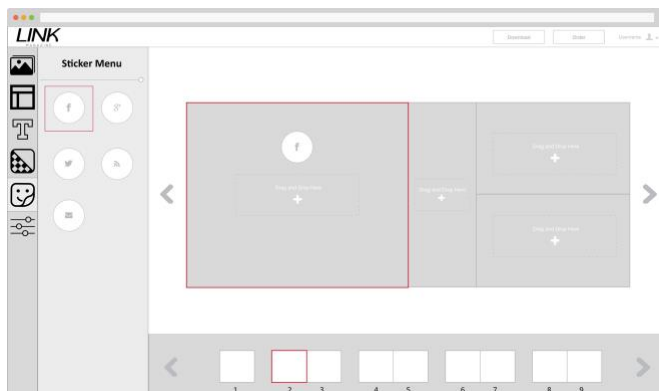 LINK
MAGAZINE
Download
Order
Username
Sticker Menu
f
g+
f
Drag and Drop Here
Drag and Drop Here
Drag and Drop Here
Drag and Drop Here
T
1 2 3 4 5 6 7 8 9